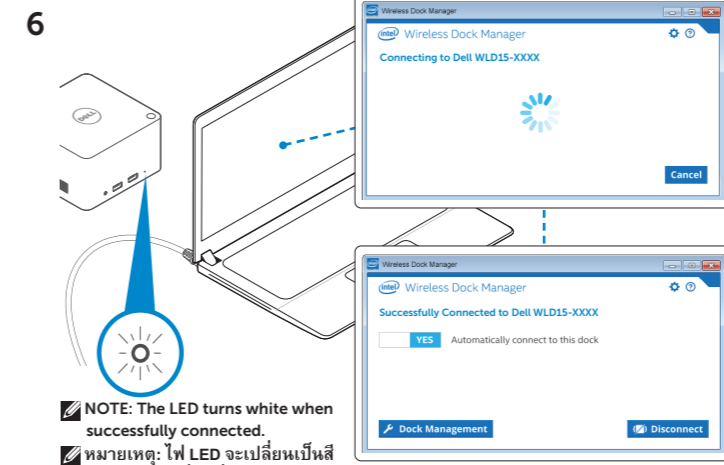 6
DELL
Wireless Dock Manager
intel Wireless Dock Manager
Connecting to Dell WLD15-XXXX
Cancel
Wireless Dock Manager
intel Wireless Dock Manager
Successfully Connected to Dell WLD15-XXXX
YES Automatically connect to this dock
Dock Management
Disconnect
NOTE: The LED turns white when
successfully connected.
หมายเหตุ: ไฟ LED จะเปลี่ยนเป็นสี